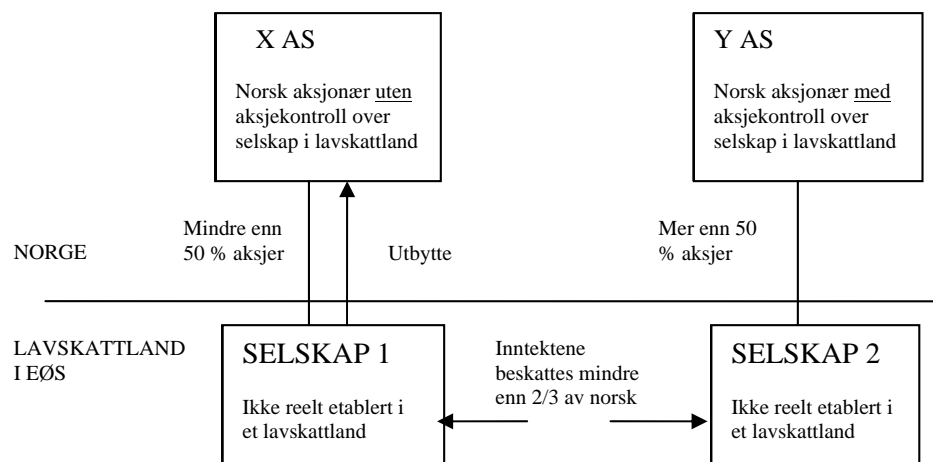 X AS
Norsk aksjonær uten
aksjekontroll over
selskap i lavskattland
Y AS
Norsk aksjonær med
aksjekontroll over
selskap i lavskattland
NORGE
Mindre enn
50 % aksjer
Utbytte
Mer enn 50
% aksjer
LAVSKATTLAND
I EØS
SELSKAP 1
Ikke reelt etablert i
et lavskattland
Inntektene
beskattes mindre
enn 2/3 av norsk
SELSKAP 2
Ikke reelt etablert i
et lavskattland